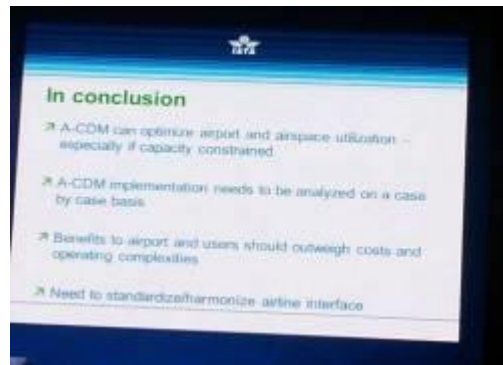 IATA
In conclusion
A-CDM can optimize airport and airspace utilization –
especially if capacity constrained
A-CDM implementation needs to be analyzed on a case
by case basis
Benefits to airport and users should outweigh costs and
operating complexities
Need to standardize/harmonize airline interface